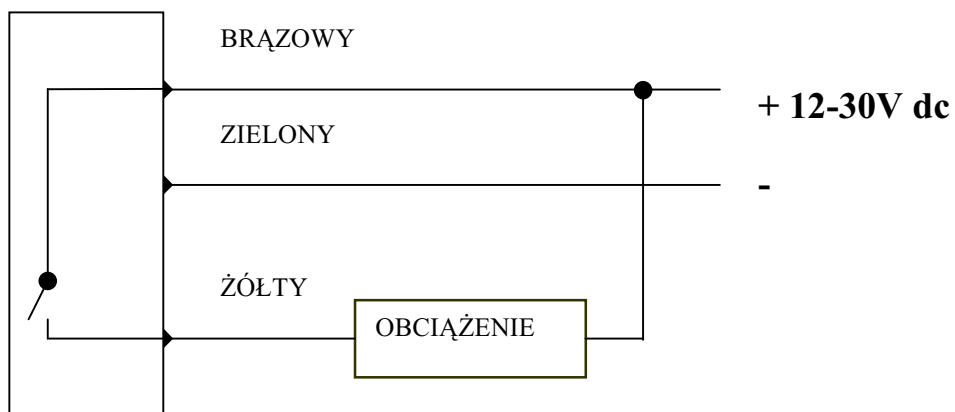 BRĄZOWY
+ 12-30V dc
ZIELONY
-
ŻÓŁTY
OBCIĄŻENIE